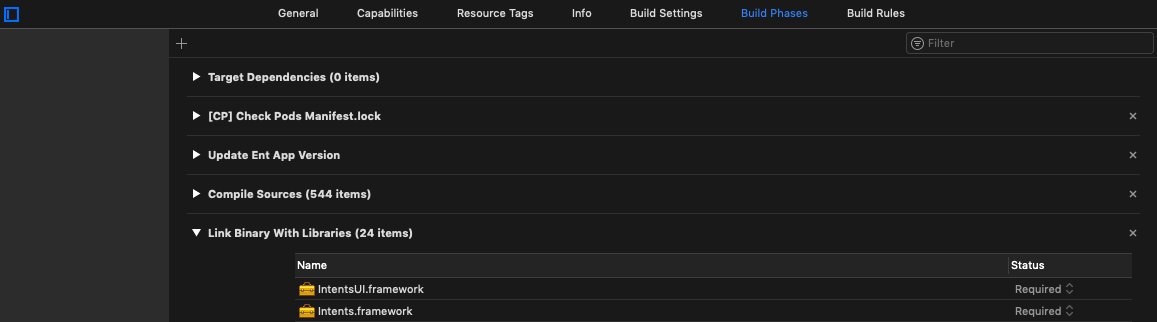 General Capabilities Resource Tags Info Build Settings Build Phases Build Rules
Filter
Target Dependencies (0 items)
[CP] Check Pods Manifest.lock
Update Ent App Version
Compile Sources (544 items)
Link Binary With Libraries (24 items)
Name Status
IntentsUI.framework Required
Intents.framework Required